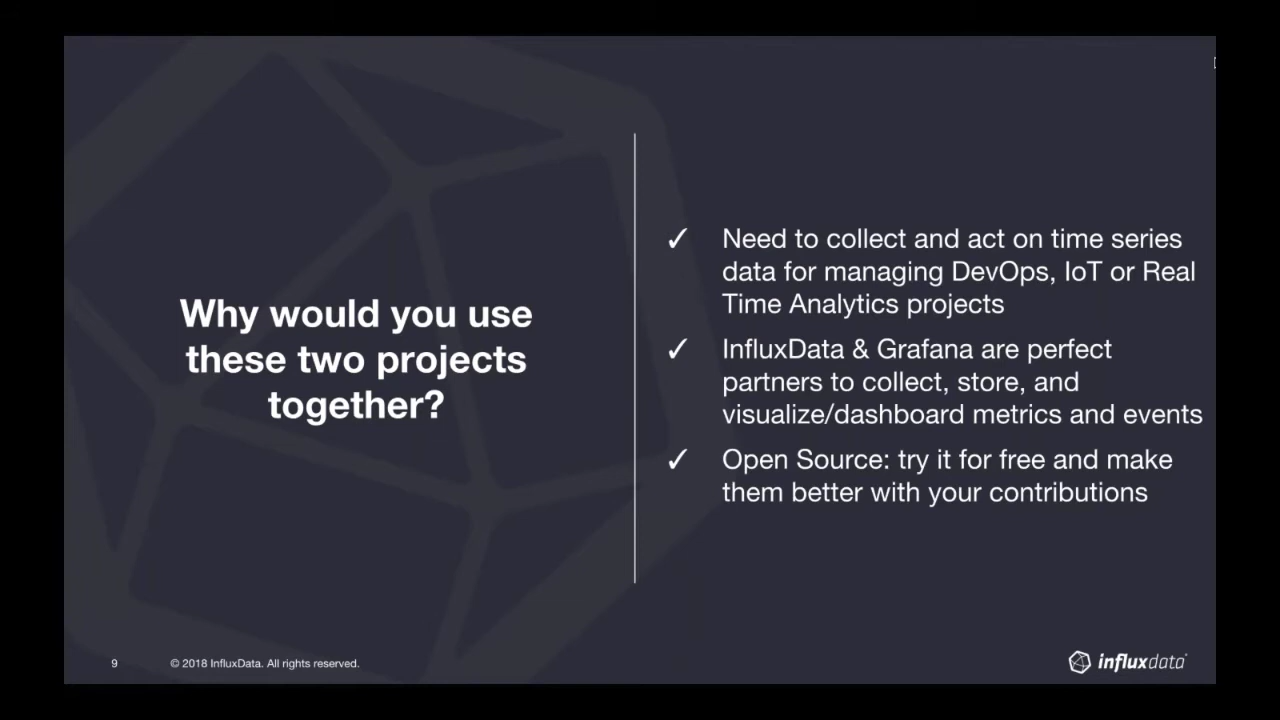 Why would you use
these two projects
together?
✓ Need to collect and act on time series
data for managing DevOps, IoT or Real
Time Analytics projects
✓ InfluxData & Grafana are perfect
partners to collect, store, and
visualize/dashboard metrics and events
✓ Open Source: try it for free and make
them better with your contributions
9
© 2018 InfluxData. All rights reserved.
influxdata